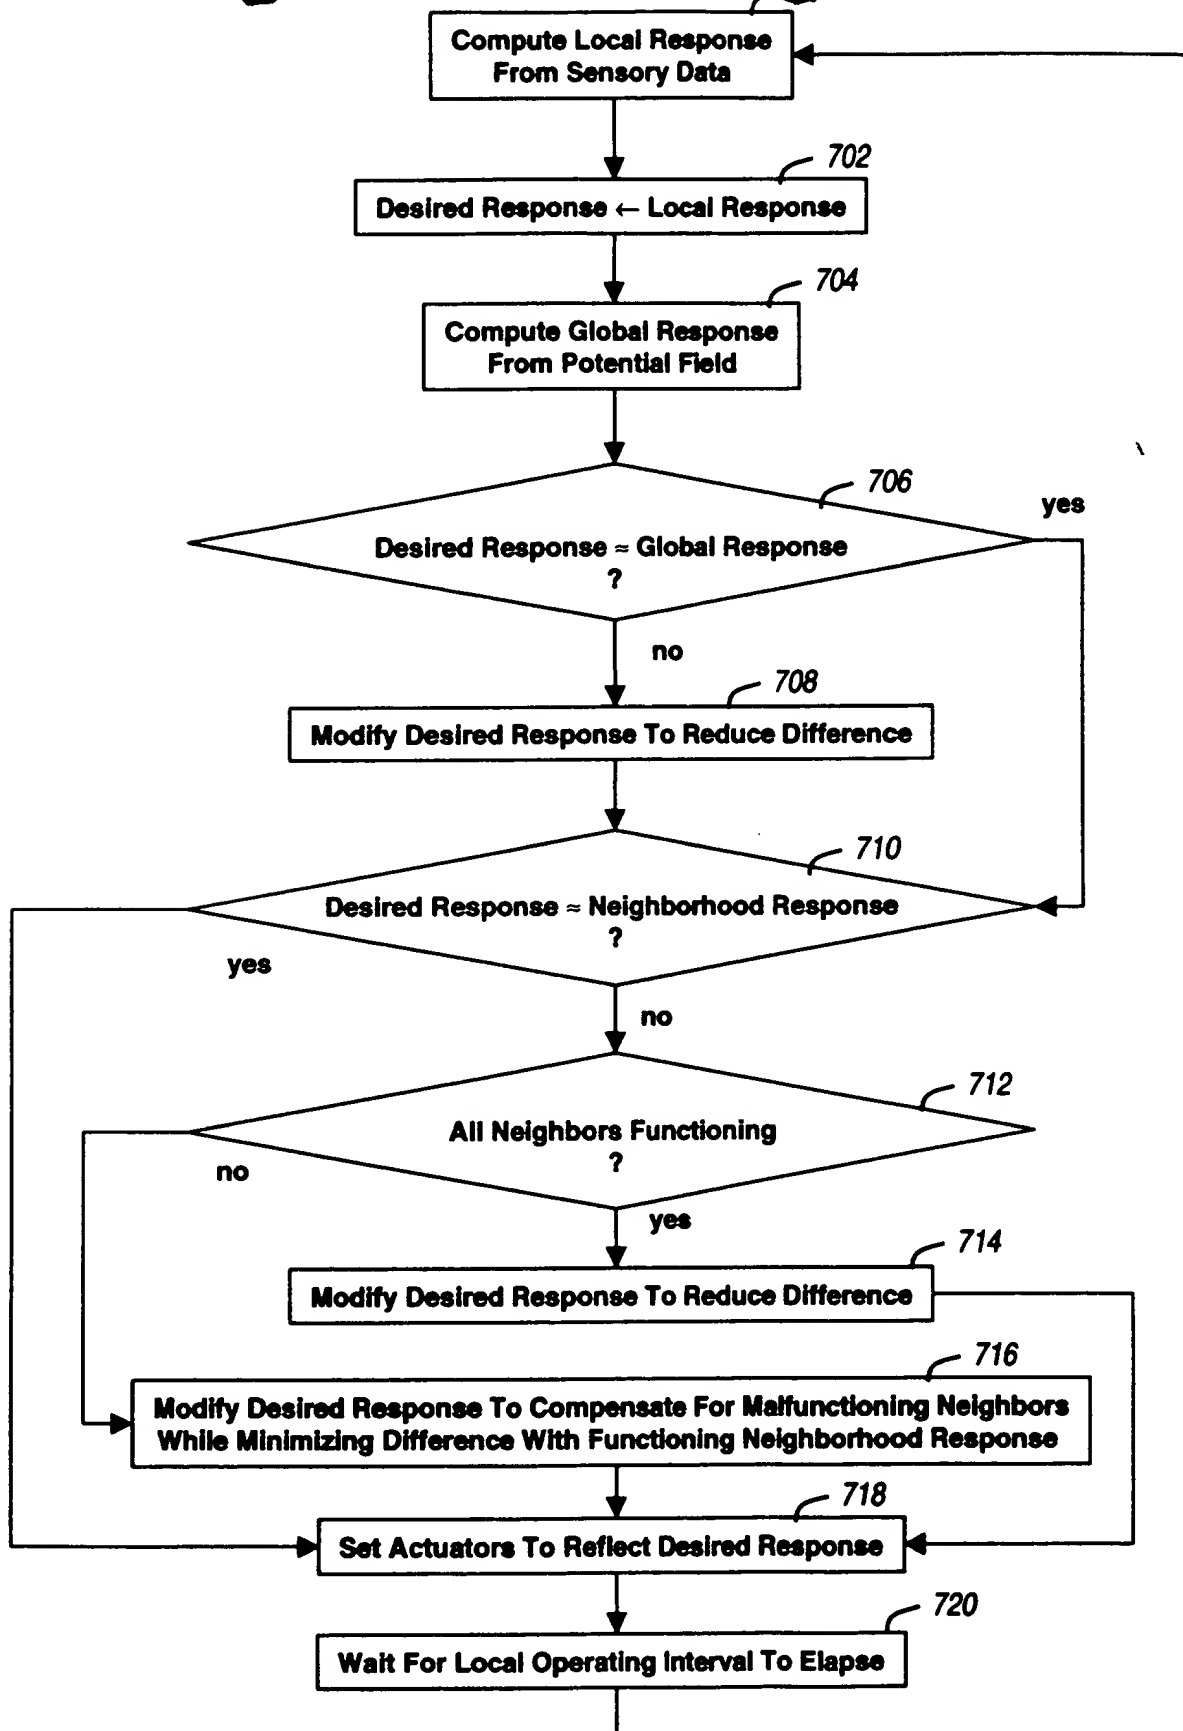 Compute Local Response
From Sensory Data
702
Desired Response ← Local Response
704
Compute Global Response
From Potential Field
706
yes
Desired Response ≈ Global Response
?
no
708
Modify Desired Response To Reduce Difference
710
Desired Response ≈ Neighborhood Response
?
yes
no
712
All Neighbors Functioning
?
no
yes
714
Modify Desired Response To Reduce Difference
716
Modify Desired Response To Compensate For Malfunctioning Neighbors
While Minimizing Difference With Functioning Neighborhood Response
718
Set Actuators To Reflect Desired Response
720
Wait For Local Operating Interval To Elapse